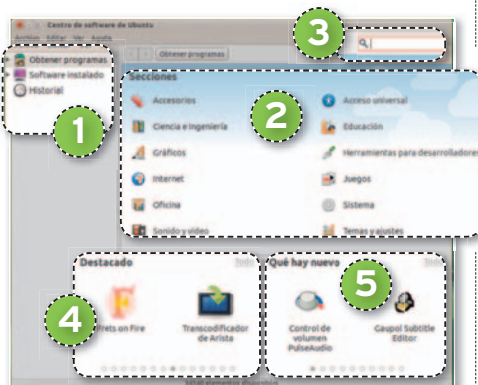 Centro de software de Ubuntu
Archivo Editar Ver Ayuda
Obtener programas
3
Obtener programas
Software instalado
Historial
1
Secciones
2
Accesorios
Acceso universal
Ciencia e ingeniería
Educación
Gráficos
Herramientas para desarrolladores
Internet
Juegos
Oficina
Sistema
Sonido y vídeo
Temas y ajustes
Destacado
Qué hay nuevo
4
5
Frets on Fire
Transcodificador
de Arista
Control de
volumen
PulseAudio
Gaupol Subtitle
Editor
elementos disponibles